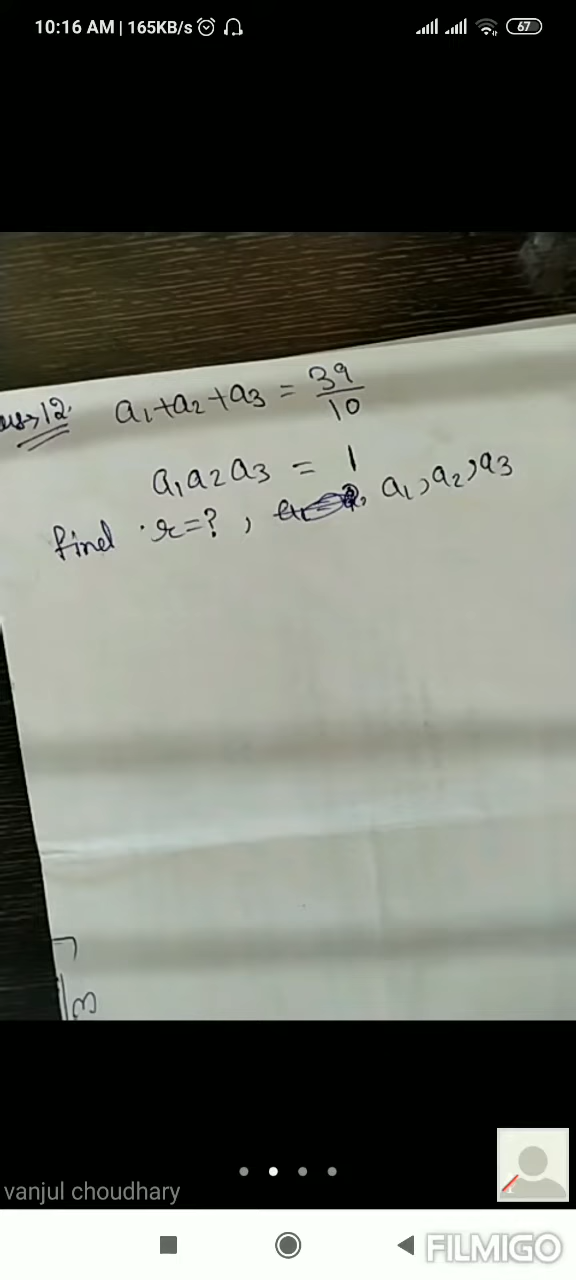 10:16 AM | 165KB/s
67
12.
a1+a2+a3 = 39/10
a1a2a3 = 1
find r=? , a1,a2,a3
vanjul choudhary
FILMIGO